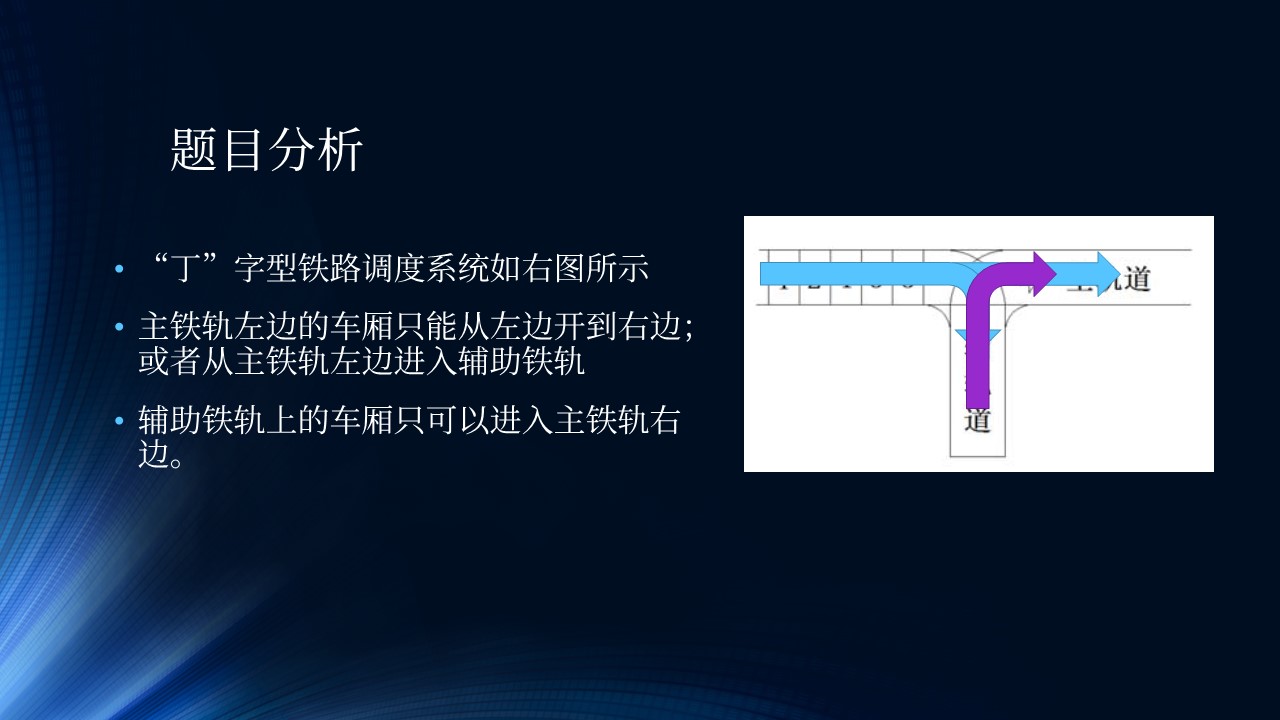 题目分析
• “丁”字型铁路调度系统如右图所示
• 主铁轨左边的车厢只能从左边开到右边；
或者从主铁轨左边进入辅助铁轨
• 辅助铁轨上的车厢只可以进入主铁轨右
边。
道
道